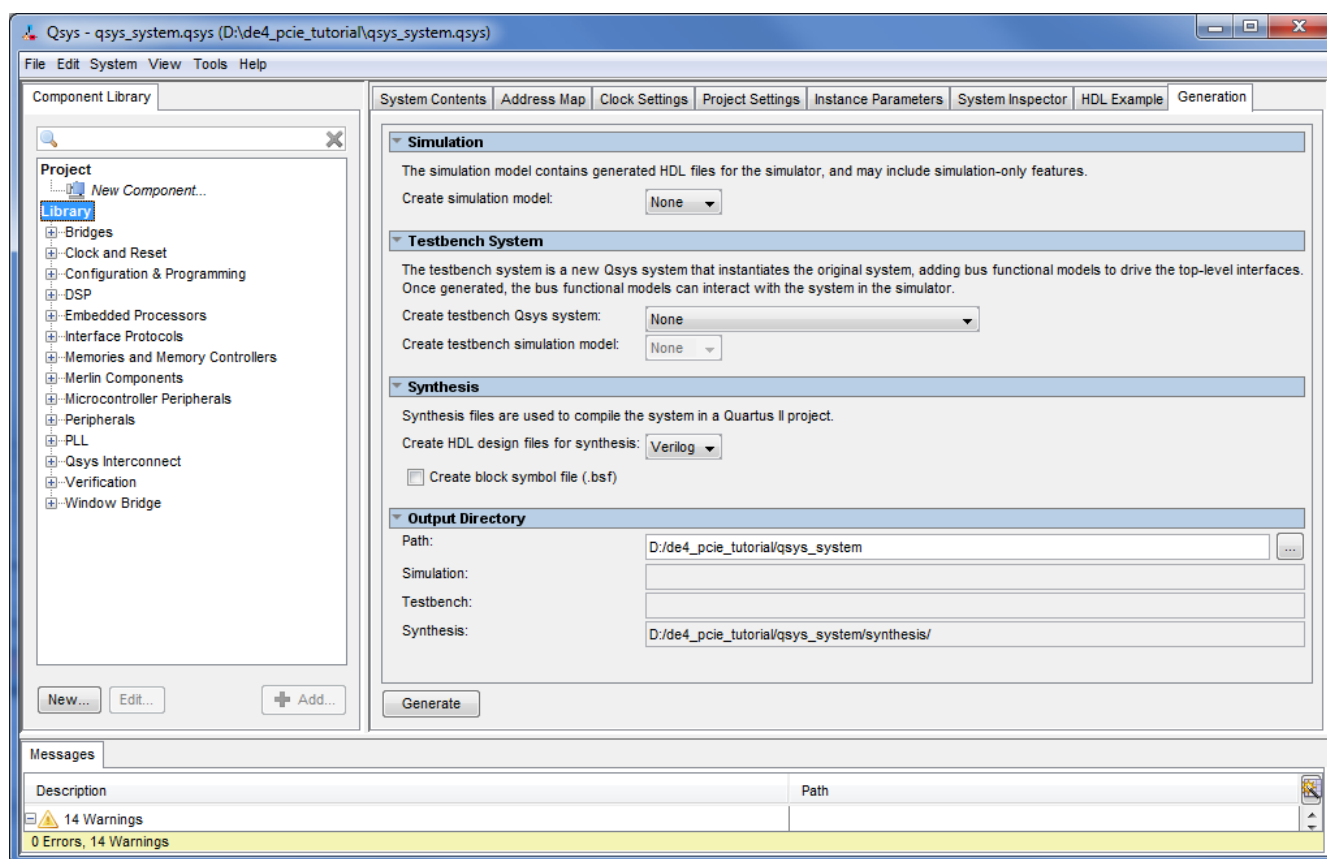 Qsys - qsys_system.qsys (D:\de4_pcie_tutorial\qsys_system.qsys)
File Edit System View Tools Help
Component Library
Project
New Component...
Library
Bridges
Clock and Reset
Configuration & Programming
DSP
Embedded Processors
Interface Protocols
Memories and Memory Controllers
Merlin Components
Microcontroller Peripherals
Peripherals
PLL
Qsys Interconnect
Verification
Window Bridge
New... Edit... Add...
System Contents Address Map Clock Settings Project Settings Instance Parameters System Inspector HDL Example Generation
Simulation
The simulation model contains generated HDL files for the simulator, and may include simulation-only features.
Create simulation model: None
Testbench System
The testbench system is a new Qsys system that instantiates the original system, adding bus functional models to drive the top-level interfaces.
Once generated, the bus functional models can interact with the system in the simulator.
Create testbench Qsys system: None
Create testbench simulation model: None
Synthesis
Synthesis files are used to compile the system in a Quartus II project.
Create HDL design files for synthesis: Verilog
Create block symbol file (.bsf)
Output Directory
Path: D:/de4_pcie_tutorial/qsys_system ...
Simulation:
Testbench:
Synthesis: D:/de4_pcie_tutorial/qsys_system/synthesis/
Generate
Messages
Description Path
14 Warnings
0 Errors, 14 Warnings